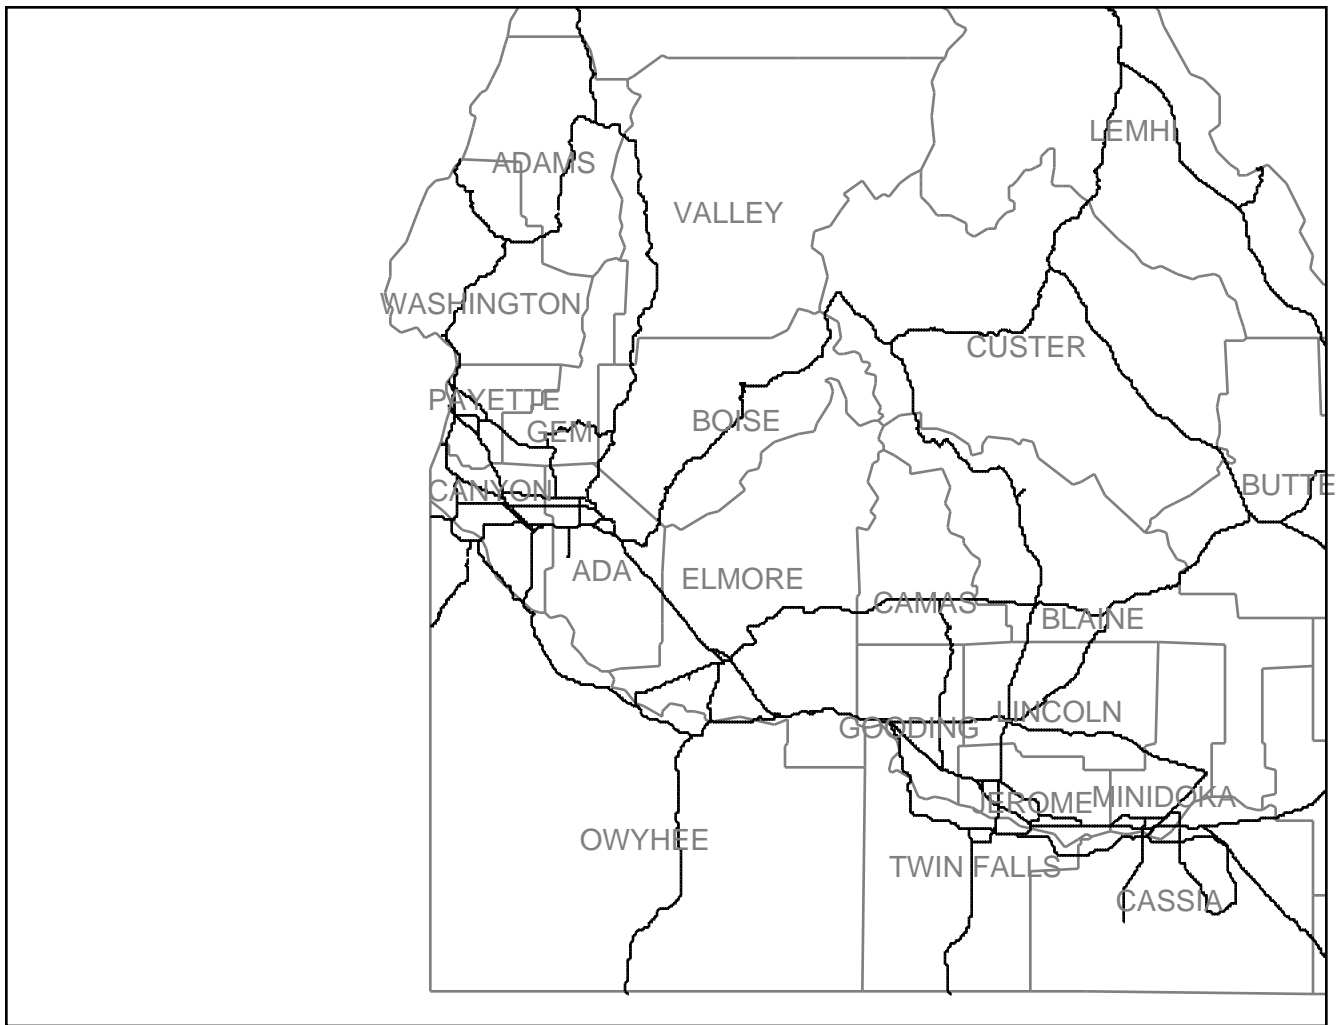 LEMHI
ADAMS
VALLEY
WASHINGTON
CUSTER
PAYETTE
BOISE
GEM
CANYON
BUTTE
ADA
ELMORE
CAMAS
BLAINE
LINCOLN
GOODING
JEROME
MINIDOKA
OWYHEE
TWIN FALLS
CASSIA